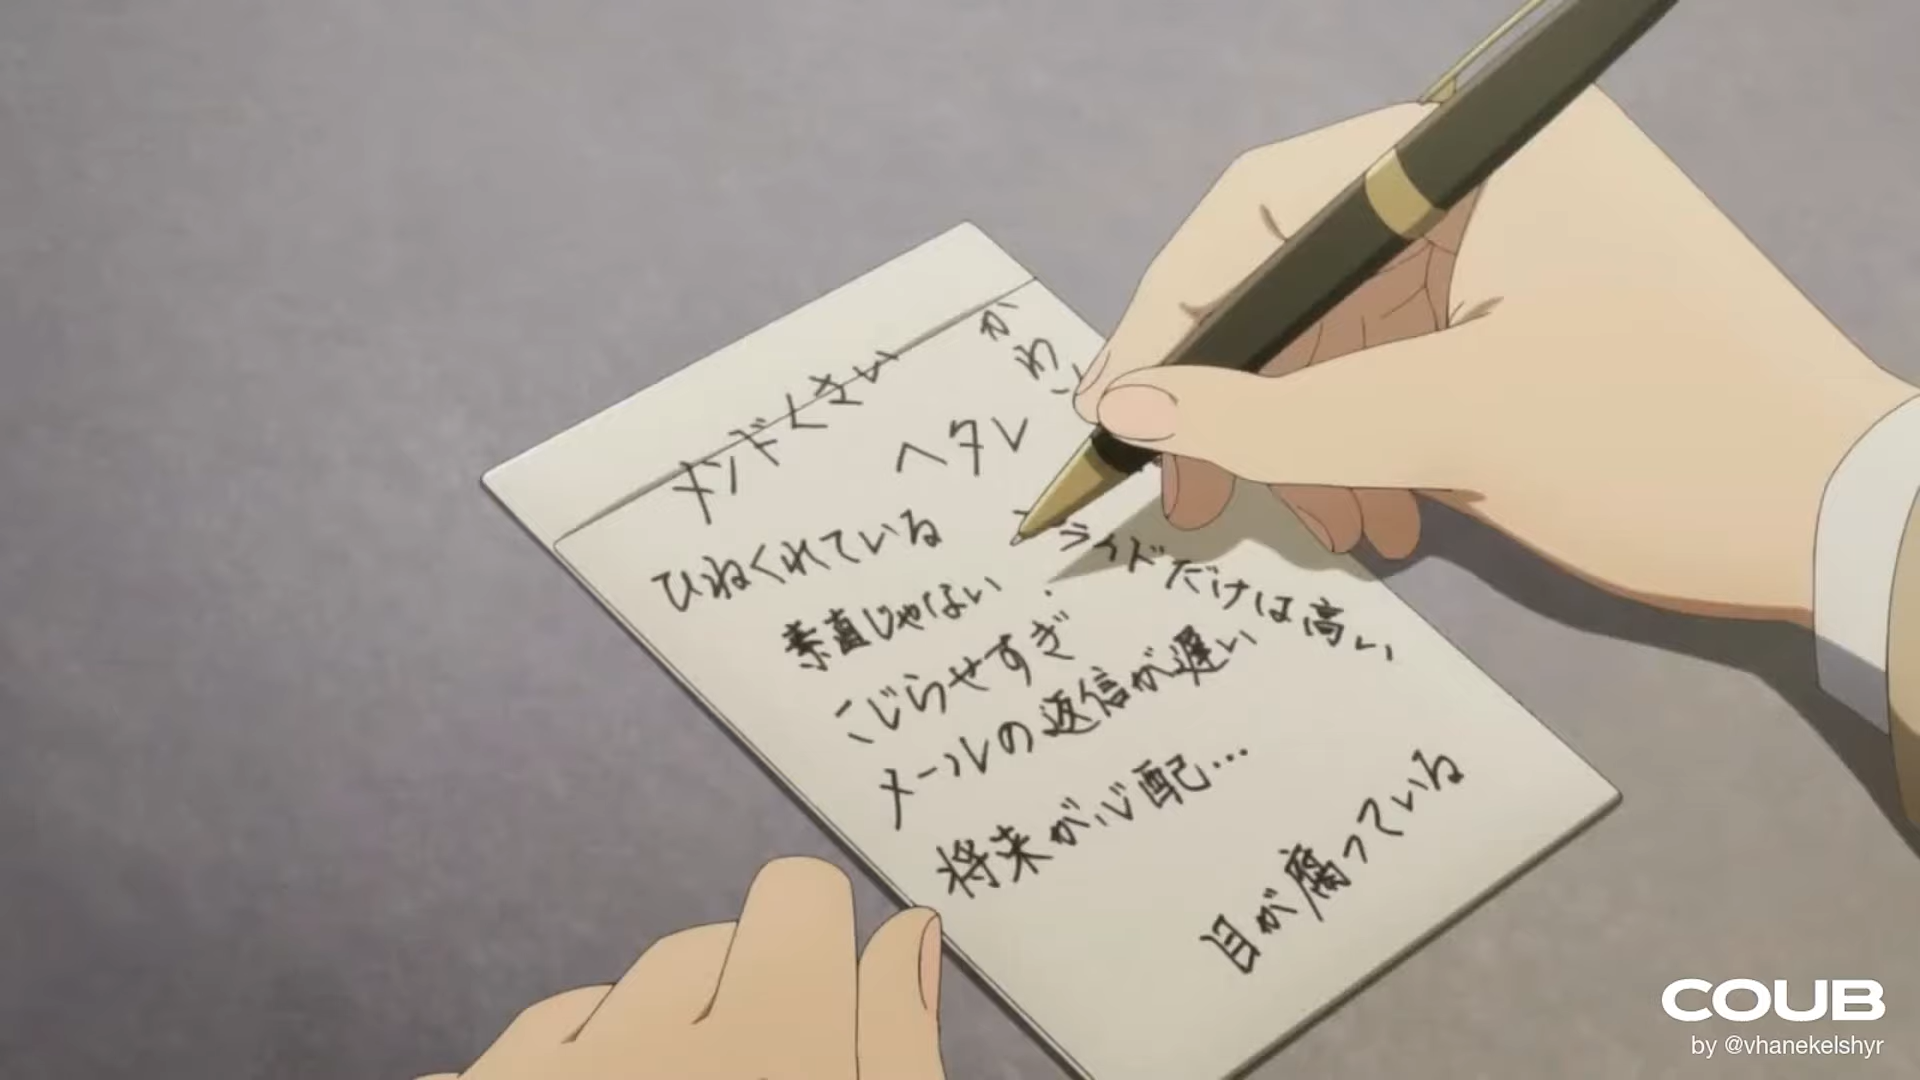 かわ
メンドくさい
ヘタレ
ひねくれている
ライドだけは高い
素直じゃない
こじらせすぎ
メールの返信が遅い
将来が心配…
目が腐っている
COUB
by @vhanekelshyr